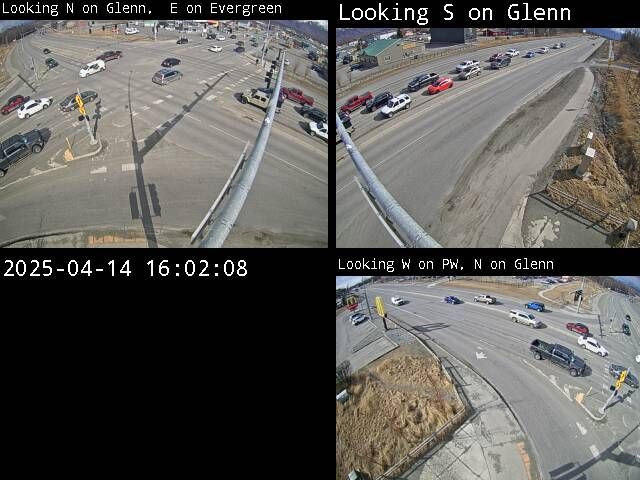 Looking N on Glenn,  E on Evergreen
Looking S on Glenn
2025-04-14 16:02:08
Looking W on PW, N on Glenn